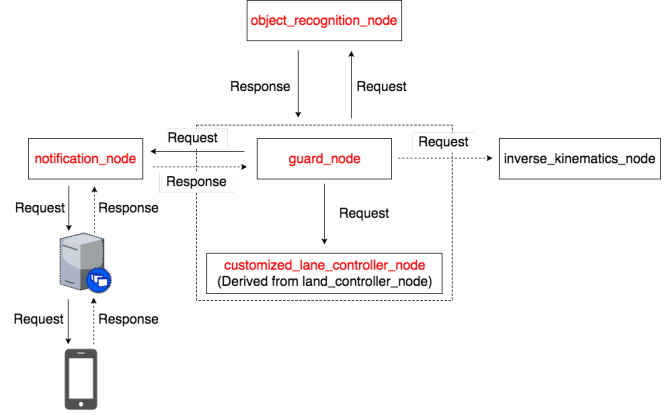 object_recognition_node
Response
Request
Request
Request
notification_node
guard_node
inverse_kinematics_node
Response
Request
Response
Request
customized_lane_controller_node
(Derived from land_controller_node)
Request
Response